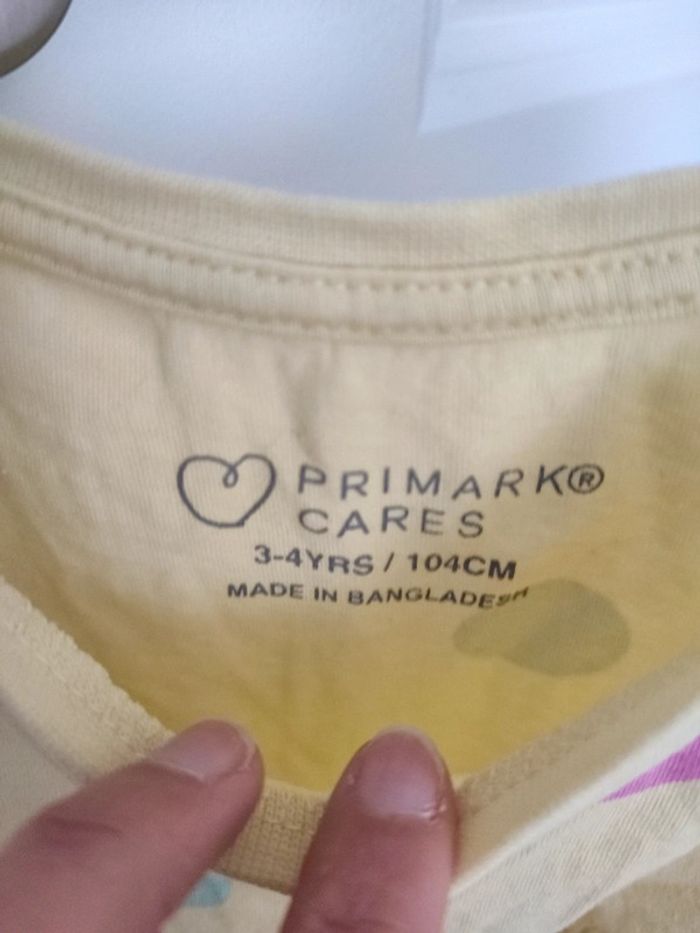 PRIMARK®
CARES
3-4YRS / 104CM
MADE IN BANGLADESH